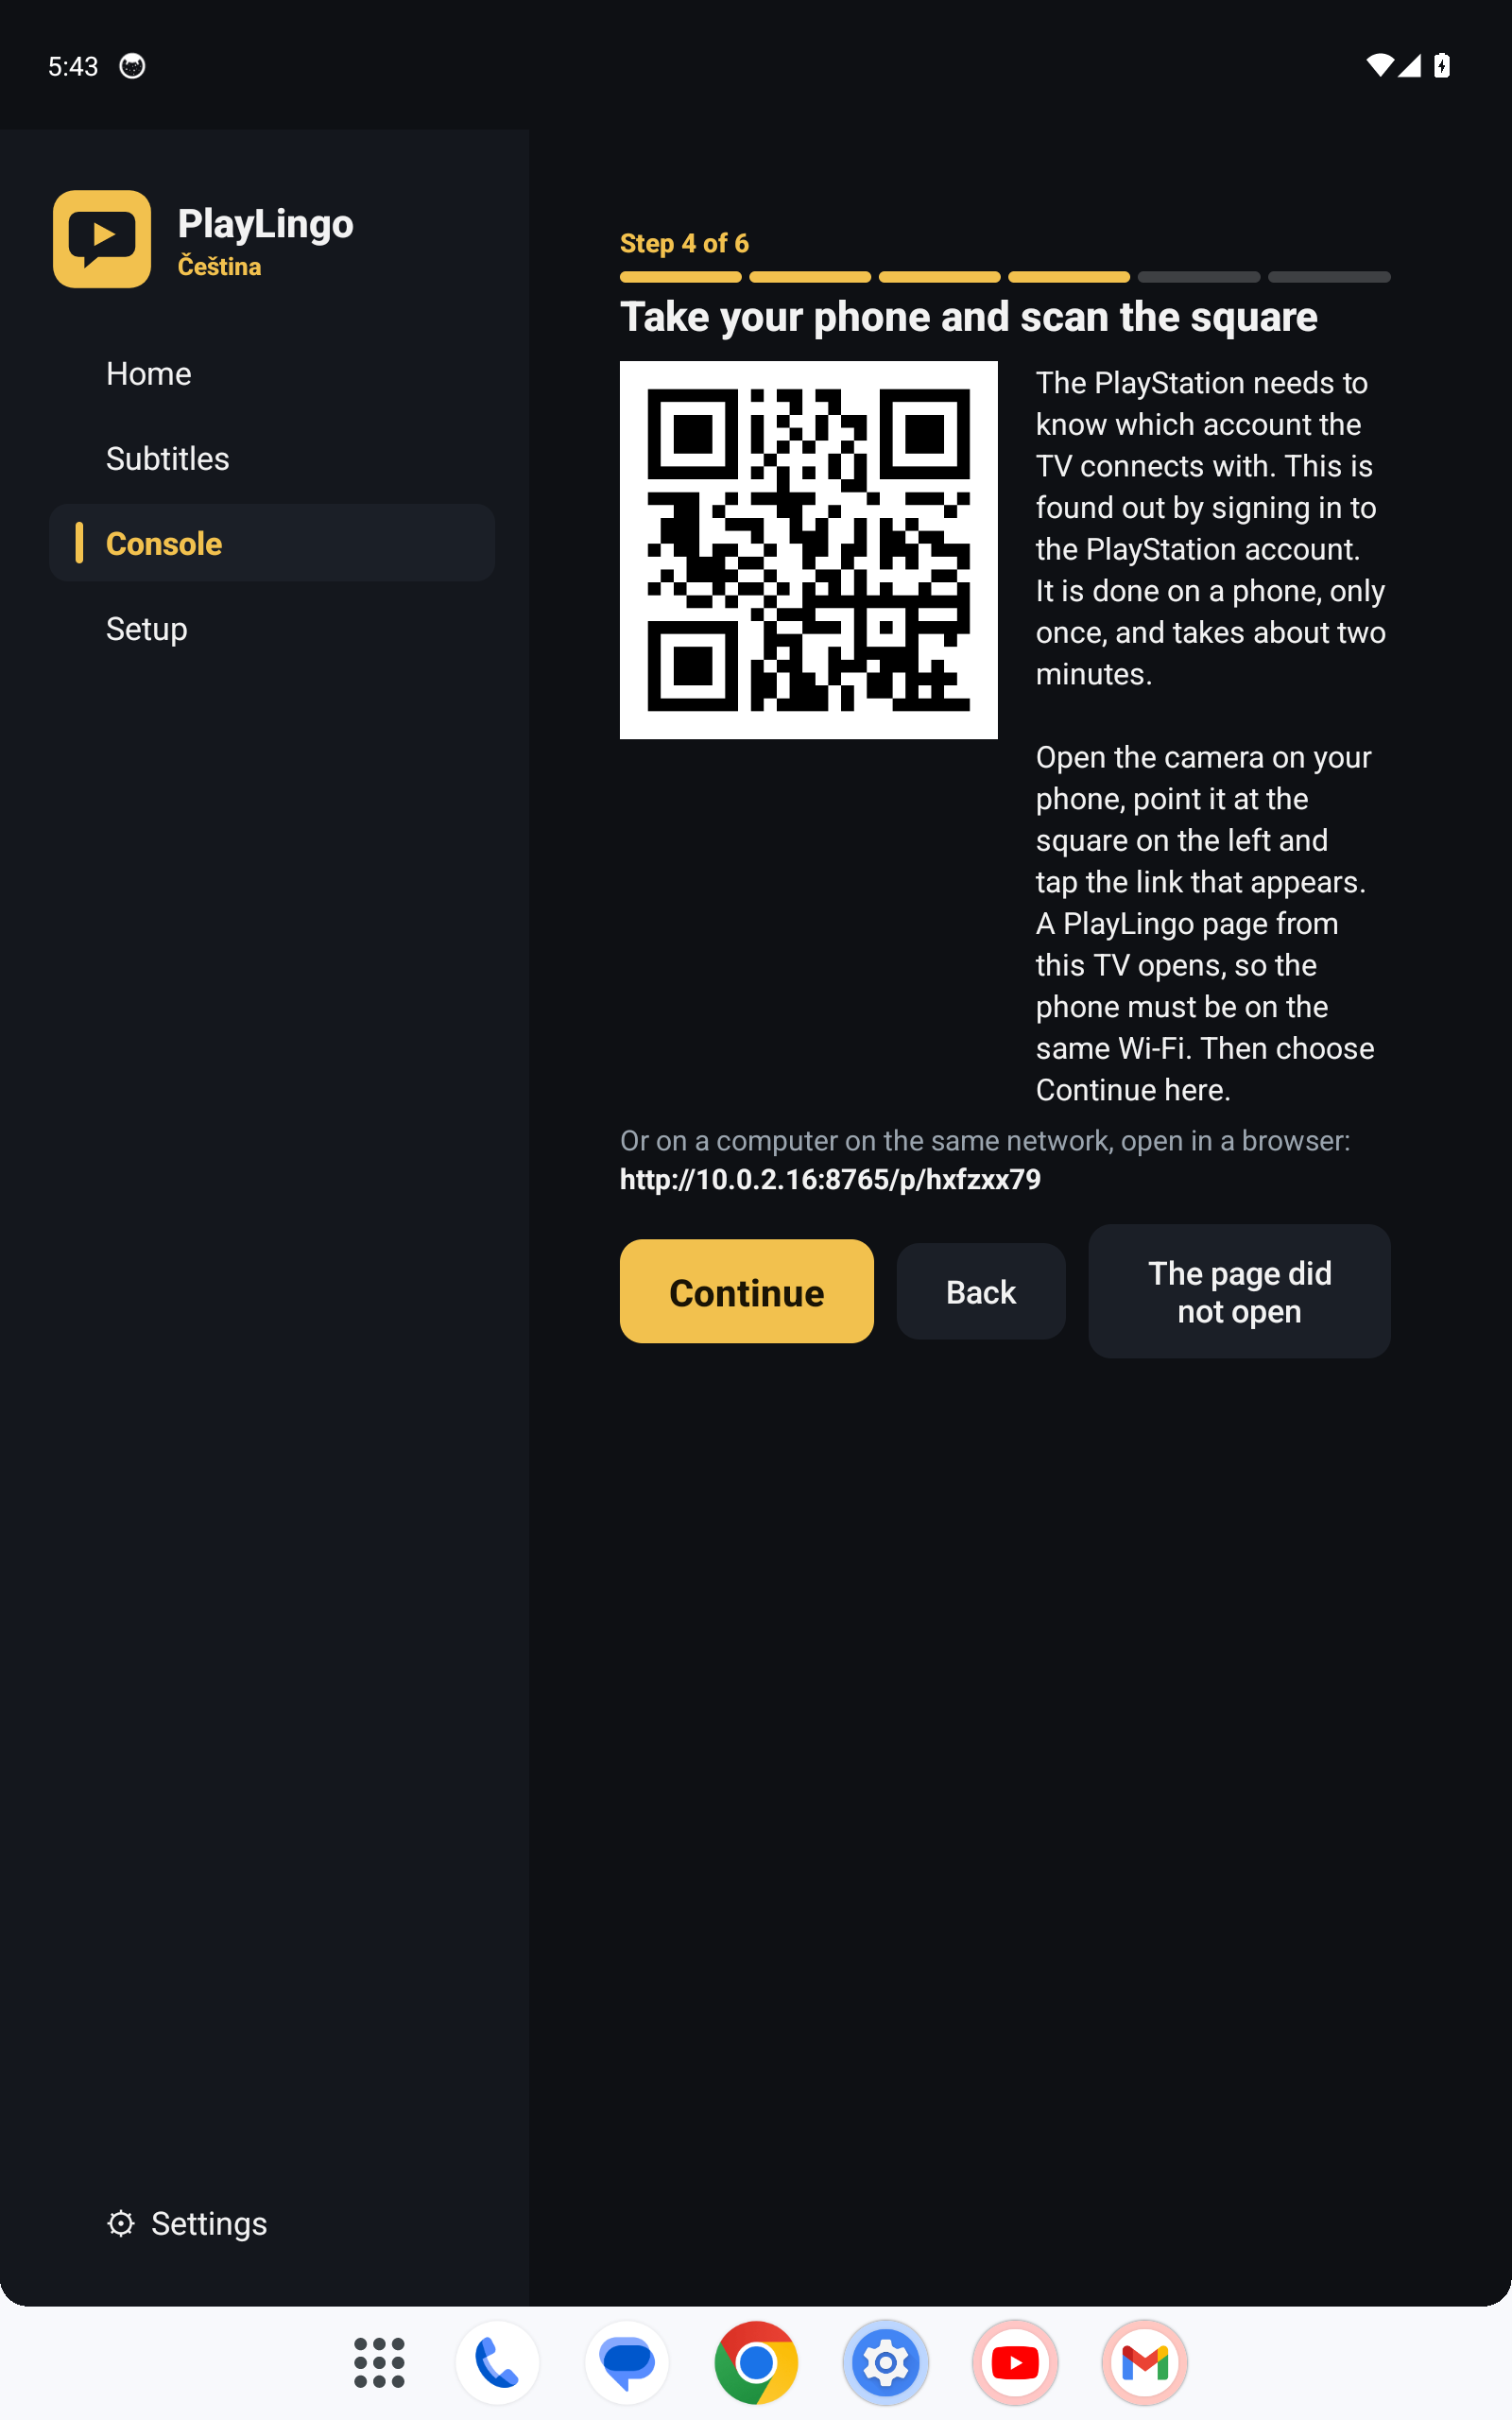 5:43
PlayLingo
Čeština
Home
Subtitles
Console
Setup
Settings
Step 4 of 6
Take your phone and scan the square
The PlayStation needs to
know which account the
TV connects with. This is
found out by signing in to
the PlayStation account.
It is done on a phone, only
once, and takes about two
minutes.
Open the camera on your
phone, point it at the
square on the left and
tap the link that appears.
A PlayLingo page from
this TV opens, so the
phone must be on the
same Wi-Fi. Then choose
Continue here.
Or on a computer on the same network, open in a browser:
http://10.0.2.16:8765/p/hxfzxx79
Continue
Back
The page did
not open